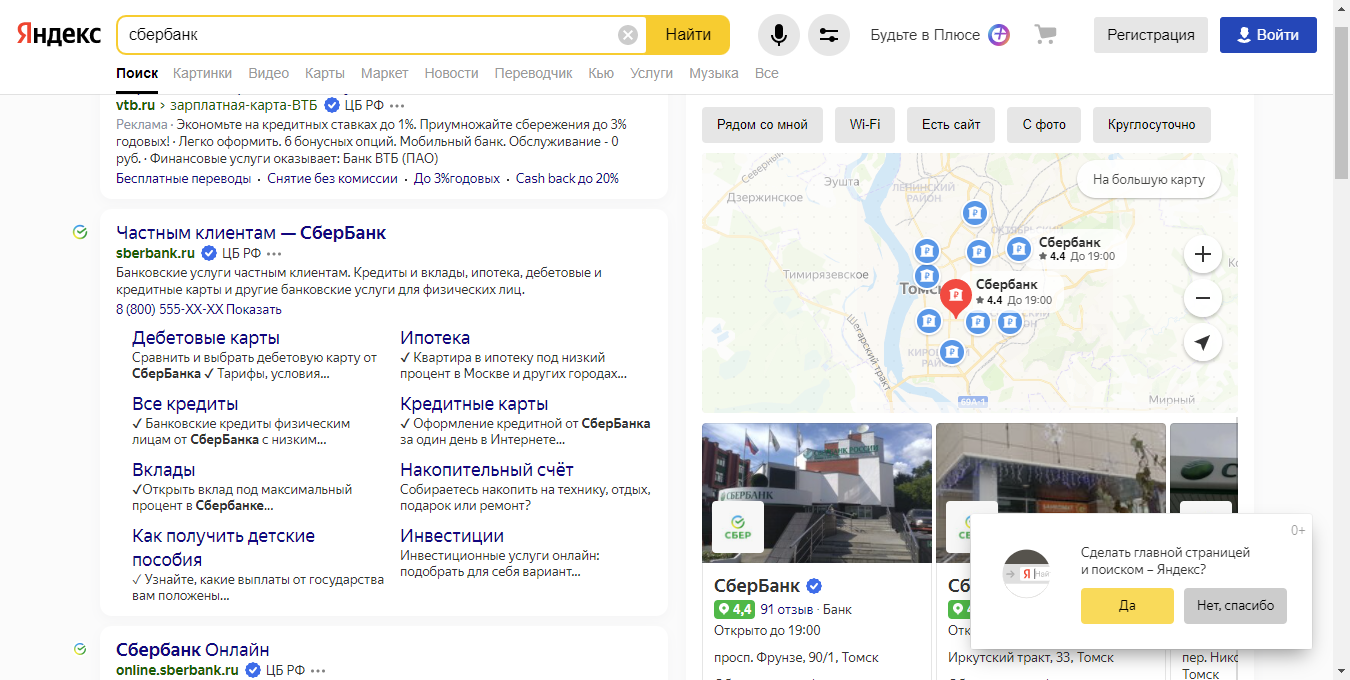 Яндекс
сбербанк
Найти
Будьте в Плюсе
Регистрация
Войти
Поиск Картинки Видео Карты Маркет Новости Переводчик Кью Услуги Музыка Все
vtb.ru › зарплатная-карта-ВТБ ЦБ РФ
Реклама · Экономьте на кредитных ставках до 1%. Приумножайте сбережения до 3%
годовых! · Легко оформить. 6 бонусных опций. Мобильный банк. Обслуживание - 0
руб. · Финансовые услуги оказывает: Банк ВТБ (ПАО)
Бесплатные переводы · Снятие без комиссии · До 3%годовых · Cash back до 20%
Частным клиентам — СберБанк
sberbank.ru ЦБ РФ
Банковские услуги частным клиентам. Кредиты и вклады, ипотека, дебетовые и
кредитные карты и другие банковские услуги для физических лиц.
8 (800) 555-XX-XX Показать
Дебетовые карты
Сравнить и выбрать дебетовую карту от
СберБанка ✓ Тарифы, условия...
Ипотека
✓ Квартира в ипотеку под низкий
процент в Москве и других городах...
Все кредиты
✓ Банковские кредиты физическим
лицам от СберБанка с низким...
Кредитные карты
✓ Оформление кредитной от СберБанка
за один день в Интернете...
Вклады
✓Открыть вклад под максимальный
процент в Сбербанке...
Накопительный счёт
Собираетесь накопить на технику, отдых,
подарок или ремонт?
Как получить детские
пособия
✓ Узнайте, какие выплаты от государства
вам положены...
Инвестиции
Инвестиционные услуги онлайн:
подобрать для себя вариант...
Сбербанк Онлайн
online.sberbank.ru ЦБ РФ
Рядом со мной
Wi-Fi
Есть сайт
С фото
Круглосуточно
На большую карту
Эушта
ЛЕНИНСКИЙ
РАЙОН
Дзержинское
Сбербанк
4.4 До 19:00
Тимирязевское
Сбербанк
4.4 До 19:00
Шегарский тракт
69А-1
Мирный
СБЕРБАНК РОССИИ
СБЕРБАНК
СБЕР
СберБанк
4,4 91 отзыв · Банк
Открыто до 19:00
просп. Фрунзе, 90/1, Томск
Иркутский тракт, 33, Томск
Томск
0+
Сделать главной страницей
и поиском – Яндекс?
Да
Нет, спасибо